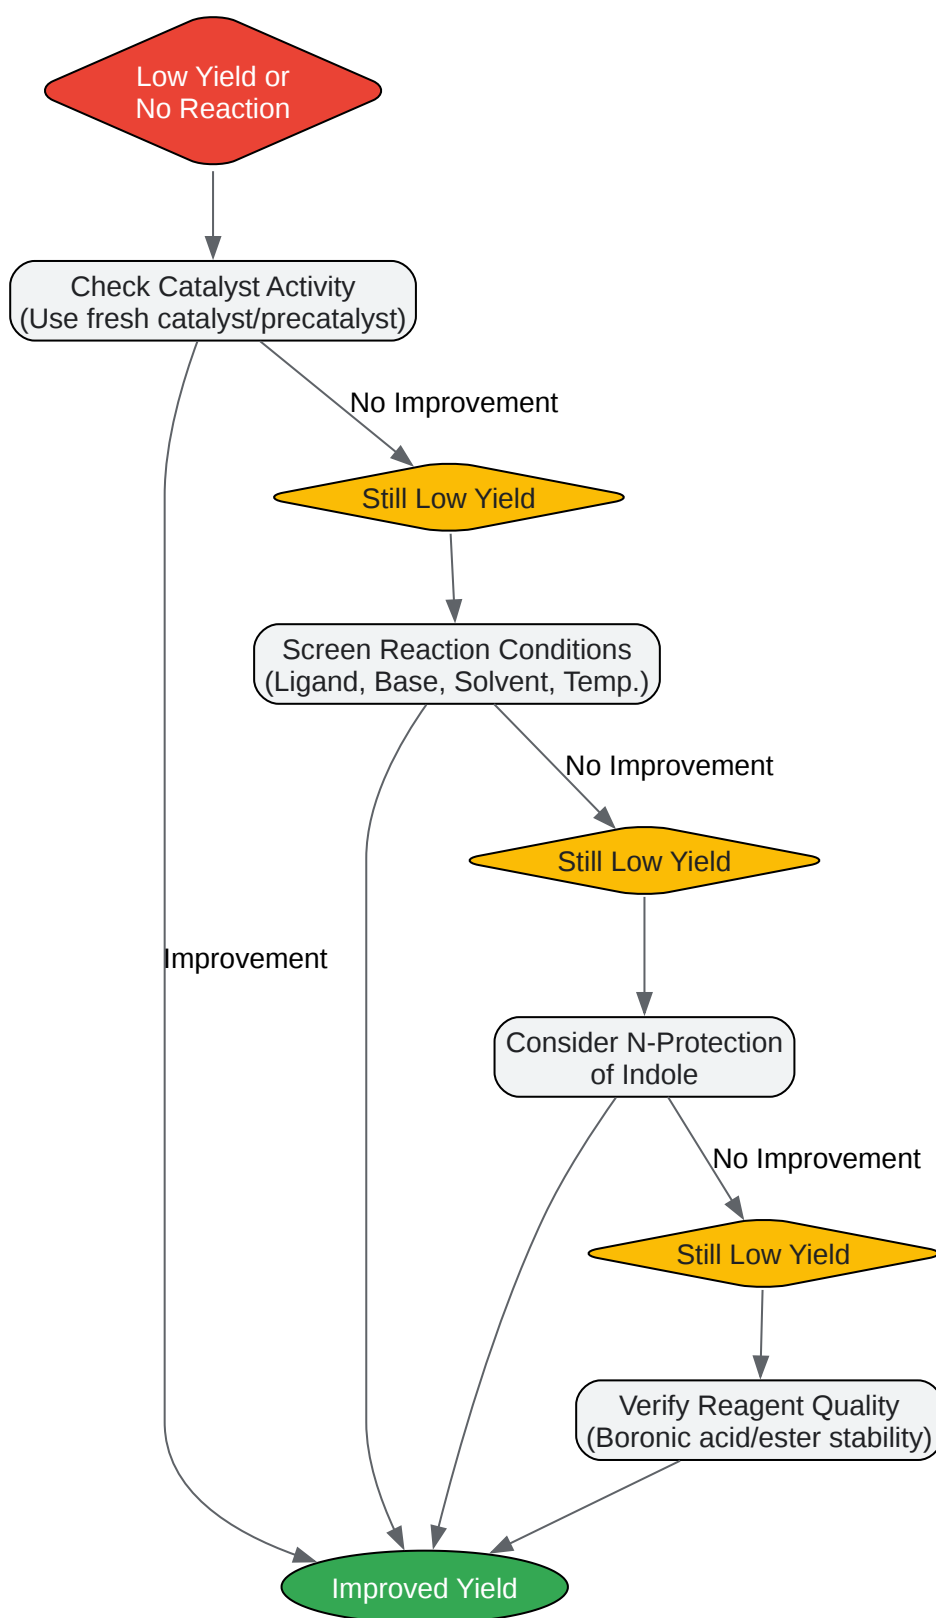 Low Yield or
No Reaction
Check Catalyst Activity
(Use fresh catalyst/precatalyst)
No Improvement
Still Low Yield
Screen Reaction Conditions
(Ligand, Base, Solvent, Temp.)
No Improvement
Still Low Yield
Improvement
Consider N-Protection
of Indole
No Improvement
Still Low Yield
Verify Reagent Quality
(Boronic acid/ester stability)
Improved Yield